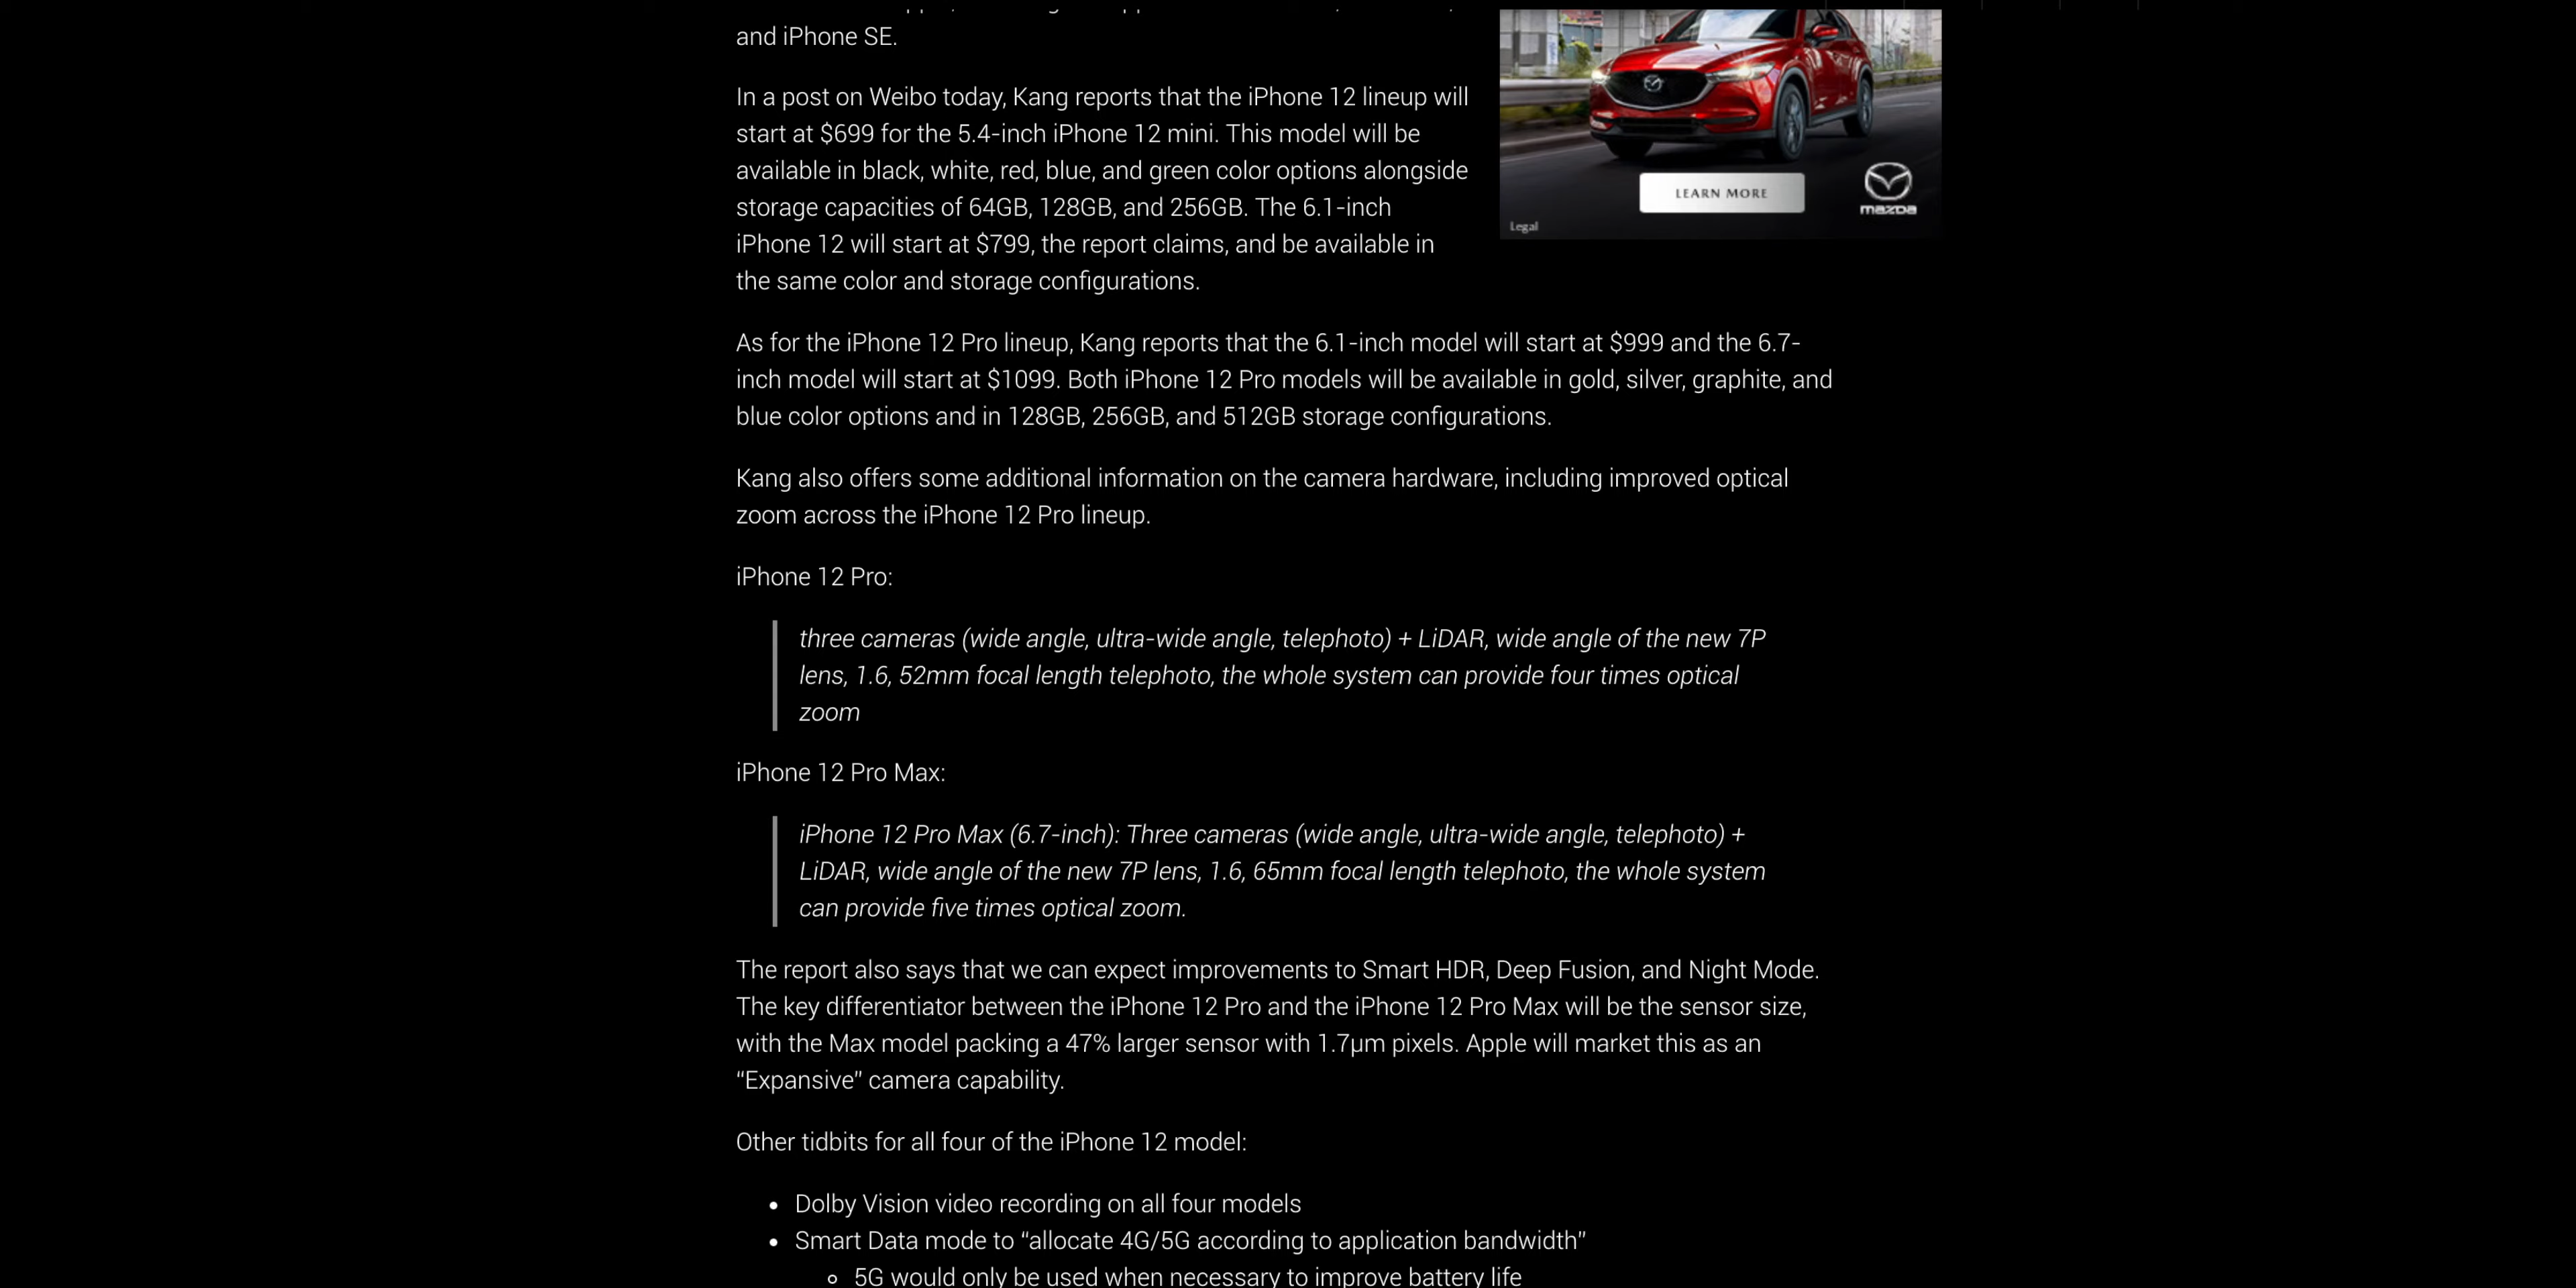 and iPhone SE.
In a post on Weibo today, Kang reports that the iPhone 12 lineup will
start at $699 for the 5.4-inch iPhone 12 mini. This model will be
available in black, white, red, blue, and green color options alongside
storage capacities of 64GB, 128GB, and 256GB. The 6.1-inch
iPhone 12 will start at $799, the report claims, and be available in
the same color and storage configurations.
LEARN MORE
mazda
Legal
As for the iPhone 12 Pro lineup, Kang reports that the 6.1-inch model will start at $999 and the 6.7-
inch model will start at $1099. Both iPhone 12 Pro models will be available in gold, silver, graphite, and
blue color options and in 128GB, 256GB, and 512GB storage configurations.
Kang also offers some additional information on the camera hardware, including improved optical
zoom across the iPhone 12 Pro lineup.
iPhone 12 Pro:
three cameras (wide angle, ultra-wide angle, telephoto) + LiDAR, wide angle of the new 7P
lens, 1.6, 52mm focal length telephoto, the whole system can provide four times optical
zoom
iPhone 12 Pro Max:
iPhone 12 Pro Max (6.7-inch): Three cameras (wide angle, ultra-wide angle, telephoto) +
LiDAR, wide angle of the new 7P lens, 1.6, 65mm focal length telephoto, the whole system
can provide five times optical zoom.
The report also says that we can expect improvements to Smart HDR, Deep Fusion, and Night Mode.
The key differentiator between the iPhone 12 Pro and the iPhone 12 Pro Max will be the sensor size,
with the Max model packing a 47% larger sensor with 1.7μm pixels. Apple will market this as an
“Expansive” camera capability.
Other tidbits for all four of the iPhone 12 model:
• Dolby Vision video recording on all four models
• Smart Data mode to “allocate 4G/5G according to application bandwidth”
◦ 5G would only be used when necessary to improve battery life